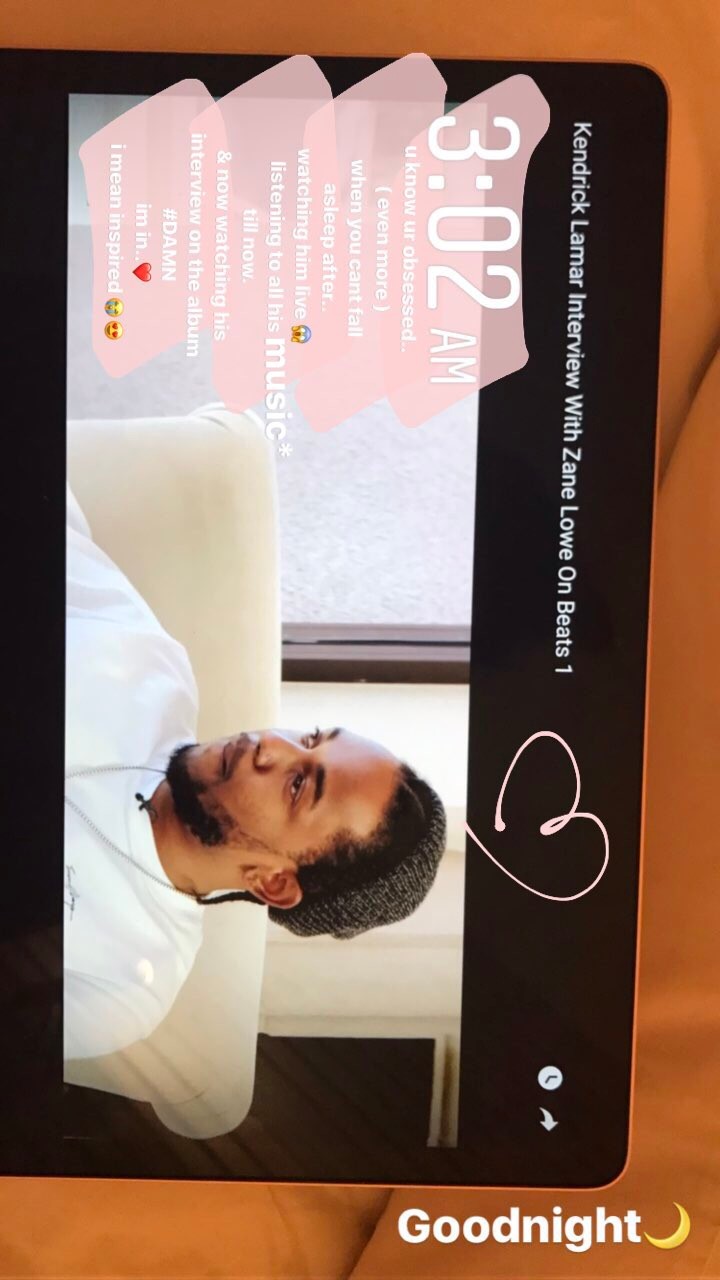 Kendrick Lamar Interview With Zane Lowe On Beats 1
3:02 AM
u know ur obsessed..
( even more )
when you cant fall
asleep after..
watching him live 😱
listening to all his music*
till now.
& now watching his
interview on the album
#DAMN
im in.. ❤️
i mean inspired 😭😍
Goodnight🌙